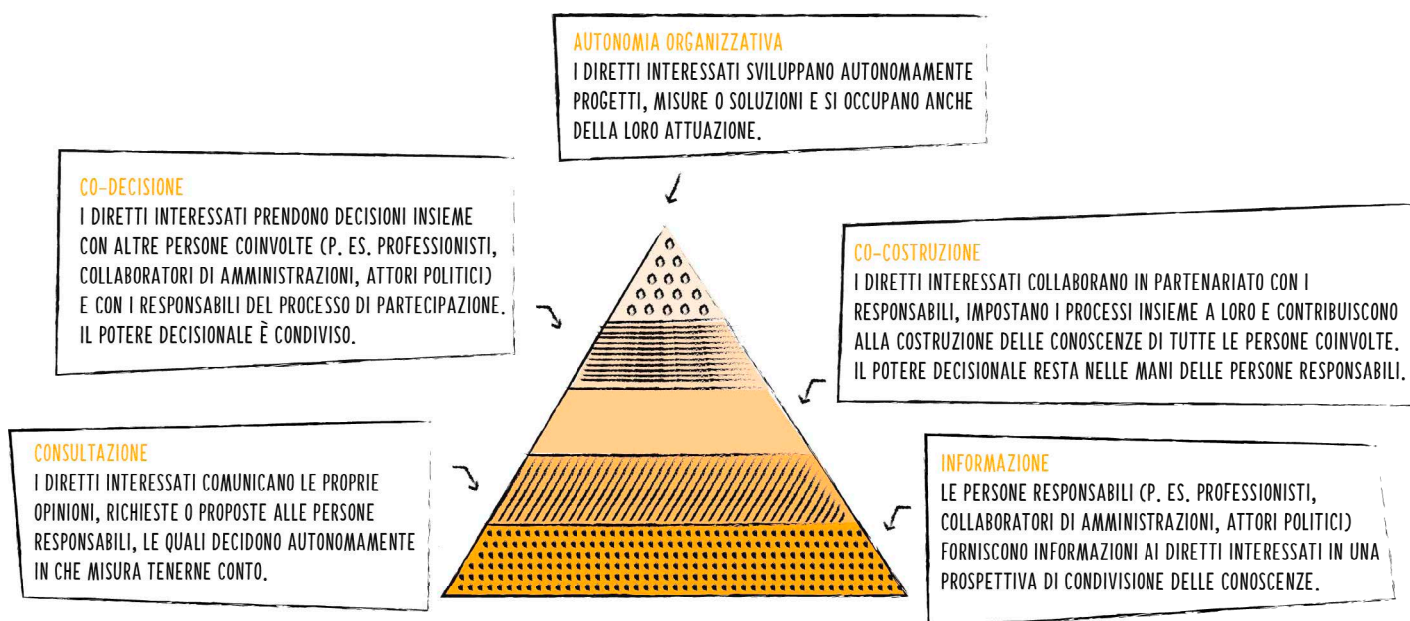 AUTONOMIA ORGANIZZATIVA
I DIRETTI INTERESSATI SVILUPPANO AUTONOMAMENTE
PROGETTI, MISURE O SOLUZIONI E SI OCCUPANO ANCHE
DELLA LORO ATTUAZIONE.
CO-DECISIONE
I DIRETTI INTERESSATI PRENDONO DECISIONI INSIEME
CON ALTRE PERSONE COINVOLTE (P. ES. PROFESSIONISTI,
COLLABORATORI DI AMMINISTRAZIONI, ATTORI POLITICI)
E CON I RESPONSABILI DEL PROCESSO DI PARTECIPAZIONE.
IL POTERE DECISIONALE È CONDIVISO.
CO-COSTRUZIONE
I DIRETTI INTERESSATI COLLABORANO IN PARTENARIATO CON I
RESPONSABILI, IMPOSTANO I PROCESSI INSIEME A LORO E CONTRIBUISCONO
ALLA COSTRUZIONE DELLE CONOSCENZE DI TUTTE LE PERSONE COINVOLTE.
IL POTERE DECISIONALE RESTA NELLE MANI DELLE PERSONE RESPONSABILI.
CONSULTAZIONE
I DIRETTI INTERESSATI COMUNICANO LE PROPRIE
OPINIONI, RICHIESTE O PROPOSTE ALLE PERSONE
RESPONSABILI, LE QUALI DECIDONO AUTONOMAMENTE
IN CHE MISURA TENERNE CONTO.
INFORMAZIONE
LE PERSONE RESPONSABILI (P. ES. PROFESSIONISTI,
COLLABORATORI DI AMMINISTRAZIONI, ATTORI POLITICI)
FORNISCONO INFORMAZIONI AI DIRETTI INTERESSATI IN UNA
PROSPETTIVA DI CONDIVISIONE DELLE CONOSCENZE.